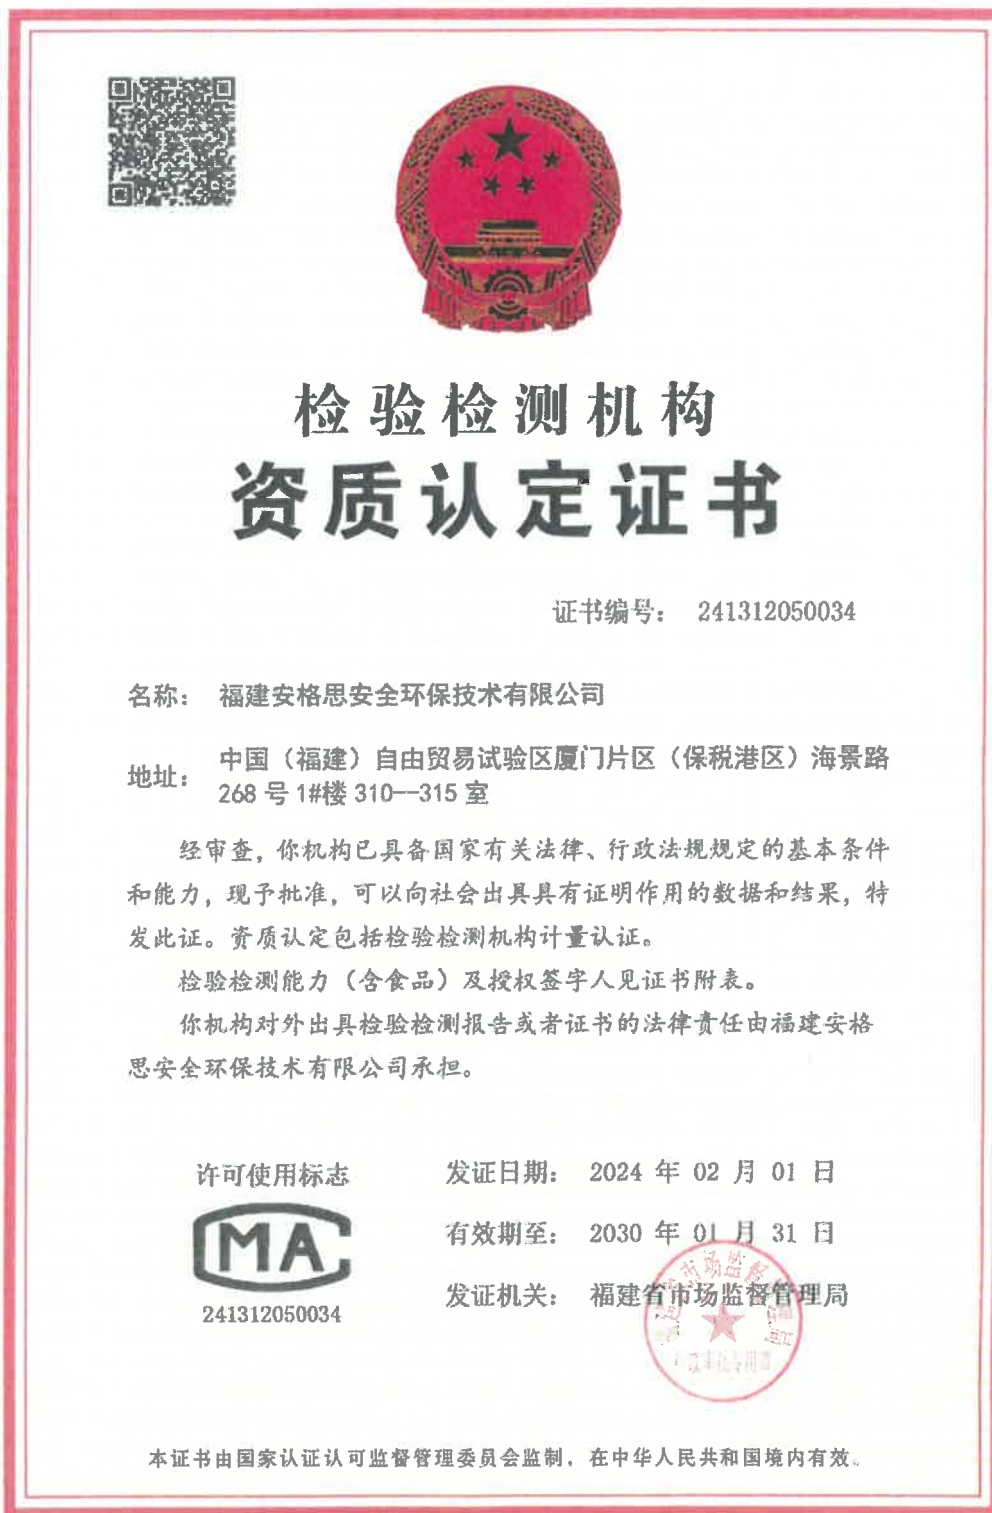 检验检测机构
资质认定证书
证书编号： 241312050034
名称： 福建安格思安全环保技术有限公司
地址： 中国（福建）自由贸易试验区厦门片区（保税港区）海景路
268 号 1#楼 310--315 室
经审查，你机构已具备国家有关法律、行政法规规定的基本条件
和能力，现予批准，可以向社会出具具有证明作用的数据和结果，特
发此证。资质认定包括检验检测机构计量认证。
检验检测能力（含食品）及授权签字人见证书附表。
你机构对外出具检验检测报告或者证书的法律责任由福建安格
思安全环保技术有限公司承担。
许可使用标志
MA
241312050034
发证日期： 2024 年 02 月 01 日
有效期至： 2030 年 01 月 31 日
发证机关： 福建省市场监督管理局
本证书由国家认证认可监督管理委员会监制，在中华人民共和国境内有效。